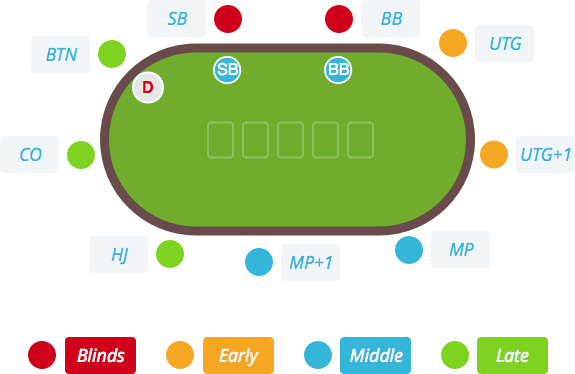 SB
BB
UTG
BTN
SB
BB
D
CO
UTG+1
HJ
MP+1
MP
Blinds
Early
Middle
Late